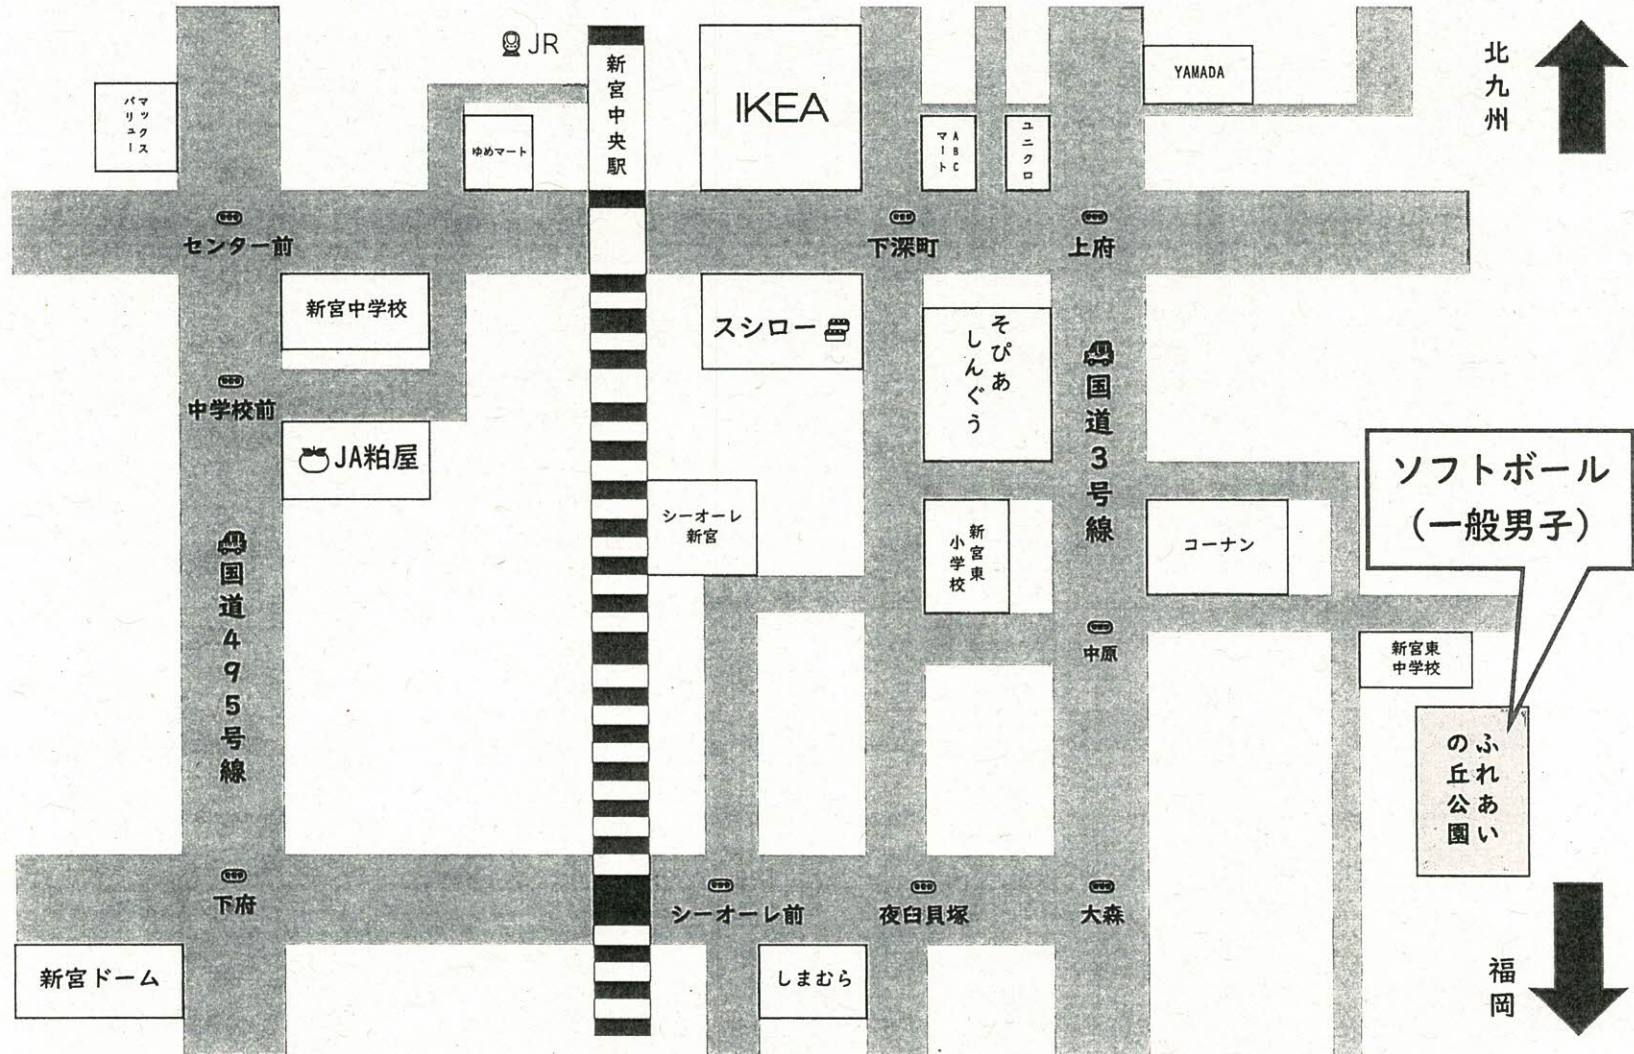 JR
新宮中央駅
IKEA
YAMADA
北九州
マックス
バリュー
ゆめマート
ABC
マート
ユニクロ
センター前
下深町
上府
新宮中学校
スシロー
そぴあ
しんぐう
中学校前
国道3号線
JA粕屋
ソフトボール
(一般男子)
シーオーレ
新宮
新宮東
小学校
コーナン
国道495号線
中原
新宮東
中学校
ふれあい
の丘公園
下府
シーオーレ前
夜臼貝塚
大森
新宮ドーム
しまむら
福岡